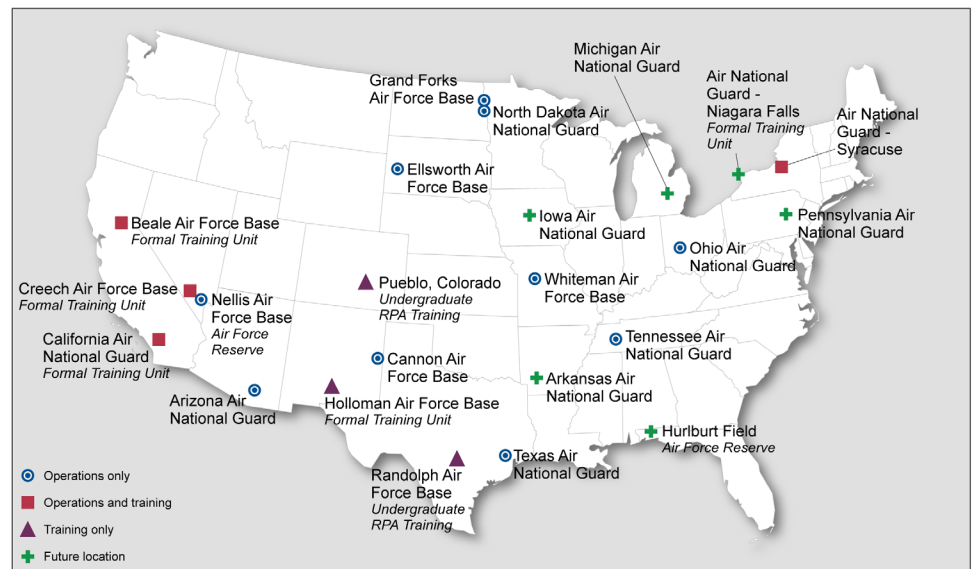 Michigan Air
National Guard
Air National
Guard -
Niagara Falls
Formal Training
Unit
Grand Forks
Air Force Base
North Dakota Air
National Guard
Air National
Guard -
Syracuse
Ellsworth Air
Force Base
Iowa Air
National Guard
Pennsylvania Air
National Guard
Beale Air Force Base
Formal Training Unit
Ohio Air
National Guard
Creech Air Force Base
Formal Training Unit
Nellis Air
Force Base
Air Force
Reserve
Pueblo, Colorado
Undergraduate
RPA Training
Whiteman Air
Force Base
California Air
National Guard
Formal Training Unit
Tennessee Air
National Guard
Cannon Air
Force Base
Arkansas Air
National Guard
Arizona Air
National Guard
Holloman Air Force Base
Formal Training Unit
Hurlburt Field
Air Force Reserve
Texas Air
National Guard
Randolph Air
Force Base
Undergraduate
RPA Training
Operations only
Operations and training
Training only
Future location